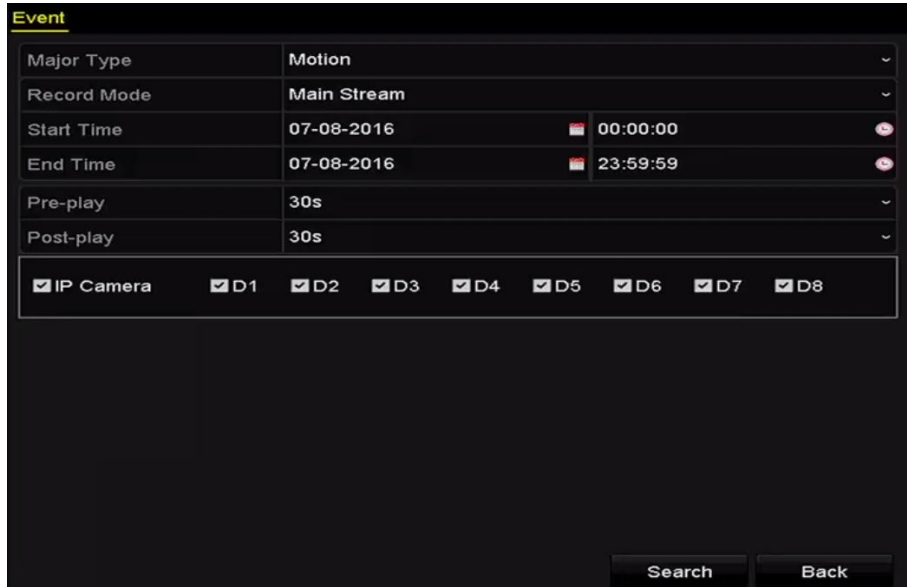 Event
Major Type Motion
Record Mode Main Stream
Start Time 07-08-2016 00:00:00
End Time 07-08-2016 23:59:59
Pre-play 30s
Post-play 30s
IP Camera D1 D2 D3 D4 D5 D6 D7 D8
Search Back